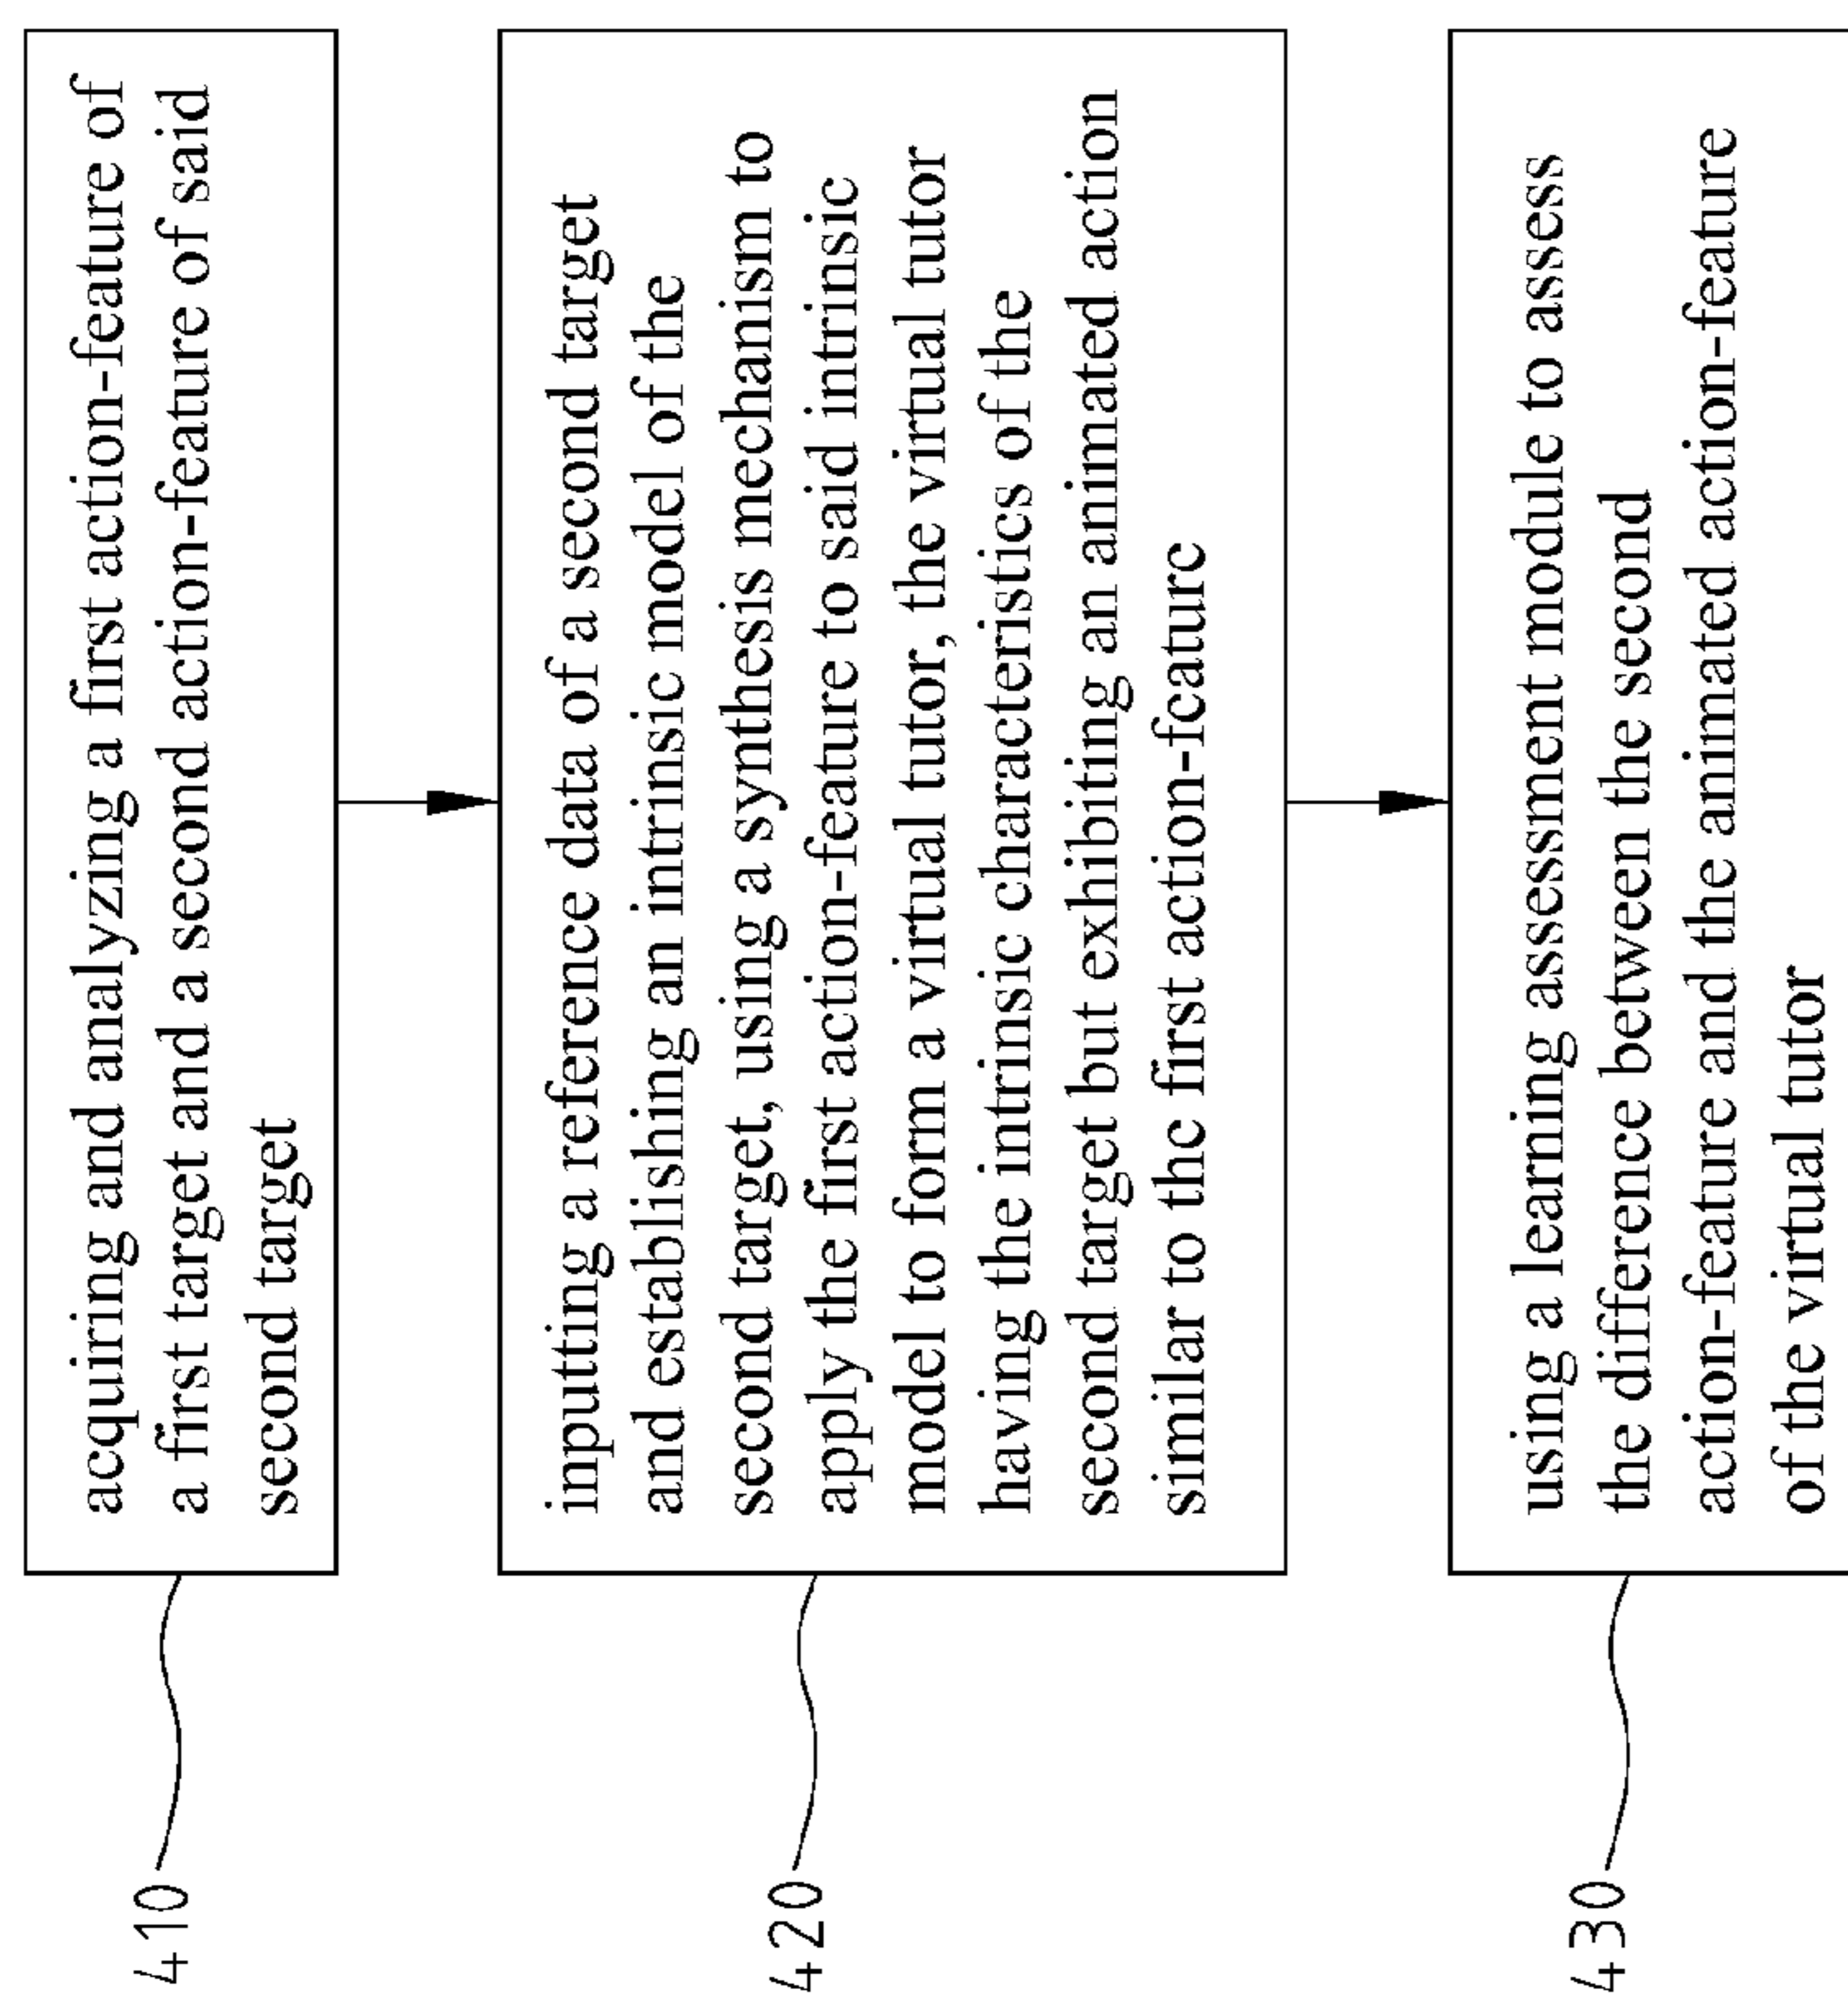 410
acquiring and analyzing a first action-feature of
a first target and a second action-feature of said
second target
420
inputting a reference data of a second target
and establishing an intrinsic model of the
second target, using a synthesis mechanism to
apply the first action-feature to said intrinsic
model to form a virtual tutor, the virtual tutor
having the intrinsic characteristics of the
second target but exhibiting an animated action
similar to the first action-feature
430
using a learning assessment module to assess
the difference between the second
action-feature and the animated action-feature
of the virtual tutor